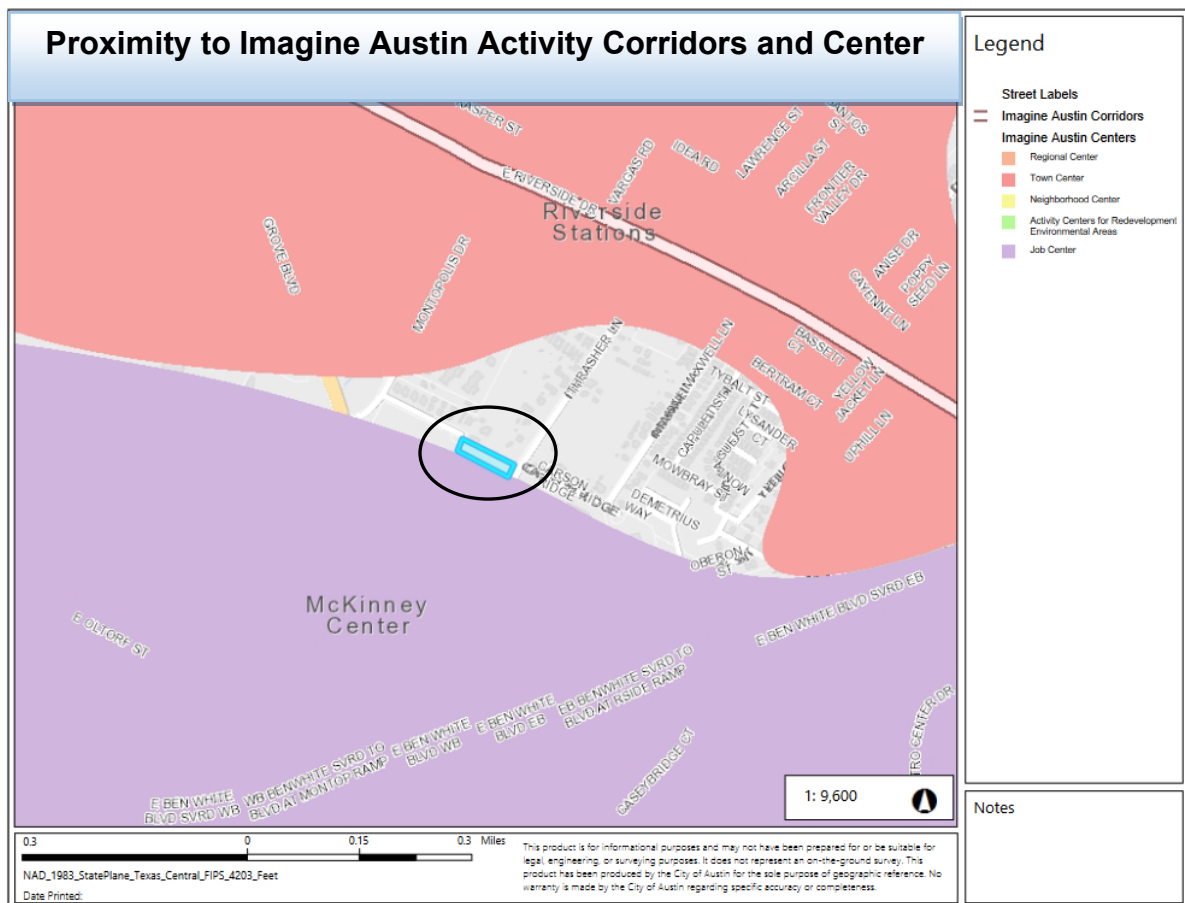 Proximity to Imagine Austin Activity Corridors and Center
Legend
Street Labels
Imagine Austin Corridors
Imagine Austin Centers
Regional Center
Town Center
Neighborhood Center
Activity Centers for Redevelopment
Environmental Areas
Job Center
KASPER ST
E RIVERSIDE DR
VARGAS RD
IDEA RD
LAWRENCE ST
ARCILLA ST
FRONTIER
VALLEY DR
ANISE DR
POPPY
SEED LN
CAYENNE LN
Riverside
Stations
GROVE BLVD
MONTOPOLIS DR
THRASHER LN
MAXWELL LN
BASSETT
CT
BERTRAM CT
YELLOW
JACKET LN
UPHILL LN
TYBALT ST
LYSANDER
CT
MOWBRAY ST
CARSON
RIDGE
DEMETRIUS
WAY
OBERON
ST
McKinney
Center
E OLTORF ST
E BEN WHITE BLVD SVRD EB
EB BENWHITE SVRD TO
BLVD AT RSIDE RAMP
E BEN WHITE
BLVD EB
E BEN WHITE
BLVD WB
WB BENWHITE SVRD TO
BLVD AT MONTOP RAMP
E BEN WHITE
BLVD SVRD WB
CASEYBRIDGE CT
TRO CENTER DR
1: 9,600
Notes
0.3 0 0.15 0.3 Miles
NAD_1983_StatePlane_Texas_Central_FIPS_4203_Feet
Date Printed:
This product is for informational purposes and may not have been prepared for or be suitable for
legal, engineering, or surveying purposes. It does not represent an on-the-ground survey. This
product has been produced by the City of Austin for the sole purpose of geographic reference. No
warranty is made by the City of Austin regarding specific accuracy or completeness.